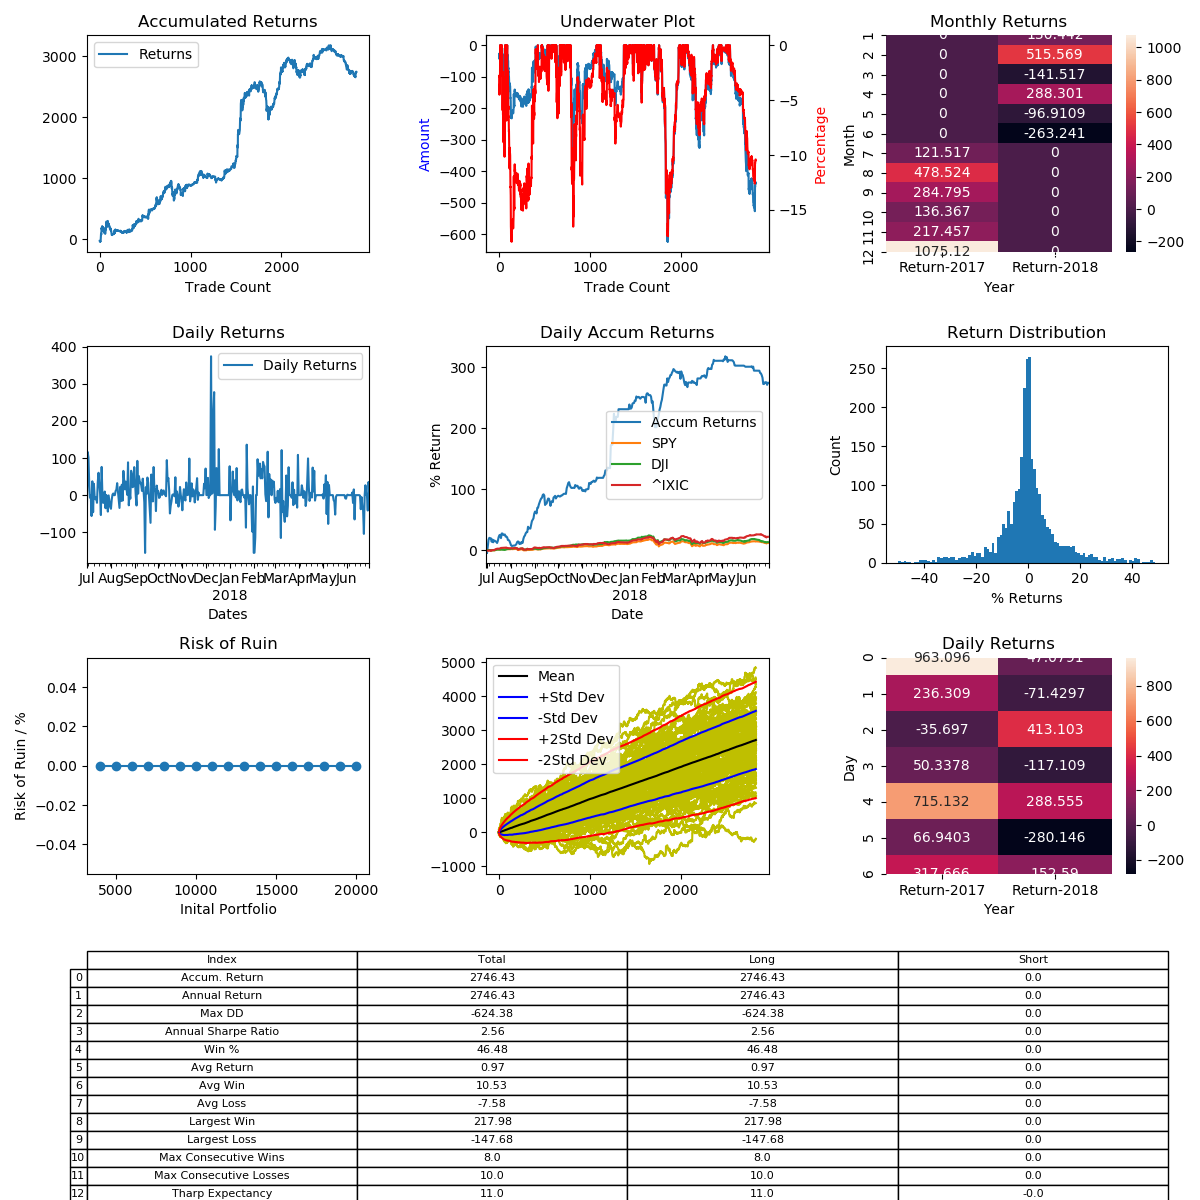 Accumulated Returns
Returns
3000
2000
1000
0
0 1000 2000
Trade Count
Underwater Plot
Amount
0
−100
−200
−300
−400
−500
−600
0
−5
−10
−15
Percentage
0 1000 2000
Trade Count
Monthly Returns
Month
1 0 130.442
2 0 515.569
3 0 -141.517
4 0 288.301
5 0 -96.9109
6 0 -263.241
7 121.517 0
8 478.524 0
9 284.795 0
10 136.367 0
11 217.457 0
12 1075.12 0
Return-2017 Return-2018
Year
1000
800
600
400
200
0
−200
Daily Returns
Daily Returns
400
300
200
100
0
−100
Jul Aug Sep Oct Nov Dec Jan Feb Mar Apr May Jun
2018
Dates
Daily Accum Returns
% Return
300
200
100
0
Accum Returns
SPY
DJI
^IXIC
Jul Aug Sep Oct Nov Dec Jan Feb Mar Apr May Jun
2018
Date
Return Distribution
Count
250
200
150
100
50
0
−40 −20 0 20 40
% Returns
Risk of Ruin
Risk of Ruin / %
0.04
0.02
0.00
−0.02
−0.04
5000 10000 15000 20000
Inital Portfolio
5000
4000
3000
2000
1000
0
−1000
Mean
+Std Dev
-Std Dev
+2Std Dev
-2Std Dev
0 1000 2000
Daily Returns
Day
0 963.096
1 236.309 -71.4297
2 -35.697 413.103
3 50.3378 -117.109
4 715.132 288.555
5 66.9403 -280.146
6 317.666 152.59
Return-2017 Return-2018
Year
800
600
400
200
0
−200
Index Total Long Short
0 Accum. Return 2746.43 2746.43 0.0
1 Annual Return 2746.43 2746.43 0.0
2 Max DD -624.38 -624.38 0.0
3 Annual Sharpe Ratio 2.56 2.56 0.0
4 Win % 46.48 46.48 0.0
5 Avg Return 0.97 0.97 0.0
6 Avg Win 10.53 10.53 0.0
7 Avg Loss -7.58 -7.58 0.0
8 Largest Win 217.98 217.98 0.0
9 Largest Loss -147.68 -147.68 0.0
10 Max Consecutive Wins 8.0 8.0 0.0
11 Max Consecutive Losses 10.0 10.0 0.0
12 Tharp Expectancy 11.0 11.0 -0.0